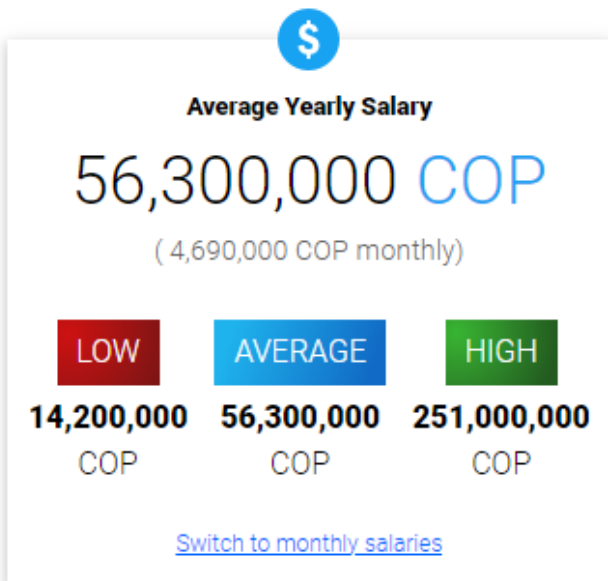 $
Average Yearly Salary
56,300,000 COP
( 4,690,000 COP monthly)
LOW AVERAGE HIGH
14,200,000 56,300,000 251,000,000
COP COP COP
Switch to monthly salaries